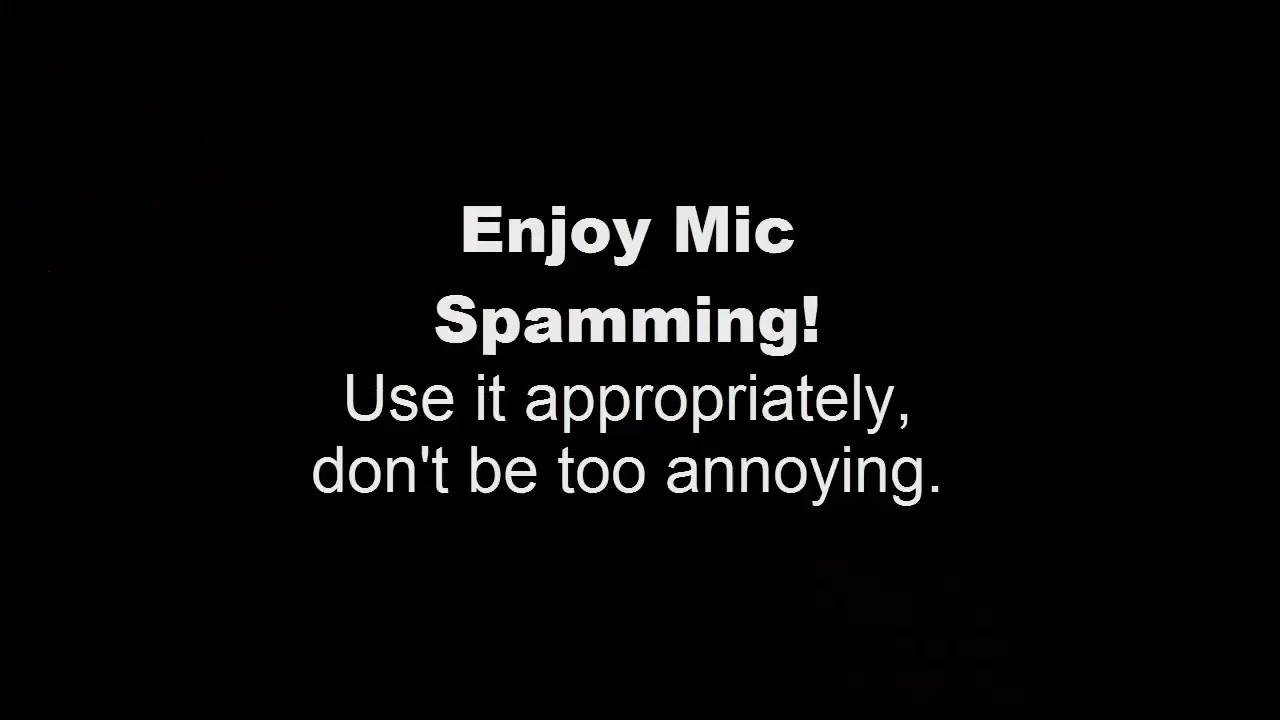 Enjoy Mic
Spamming!
Use it appropriately,
don't be too annoying.